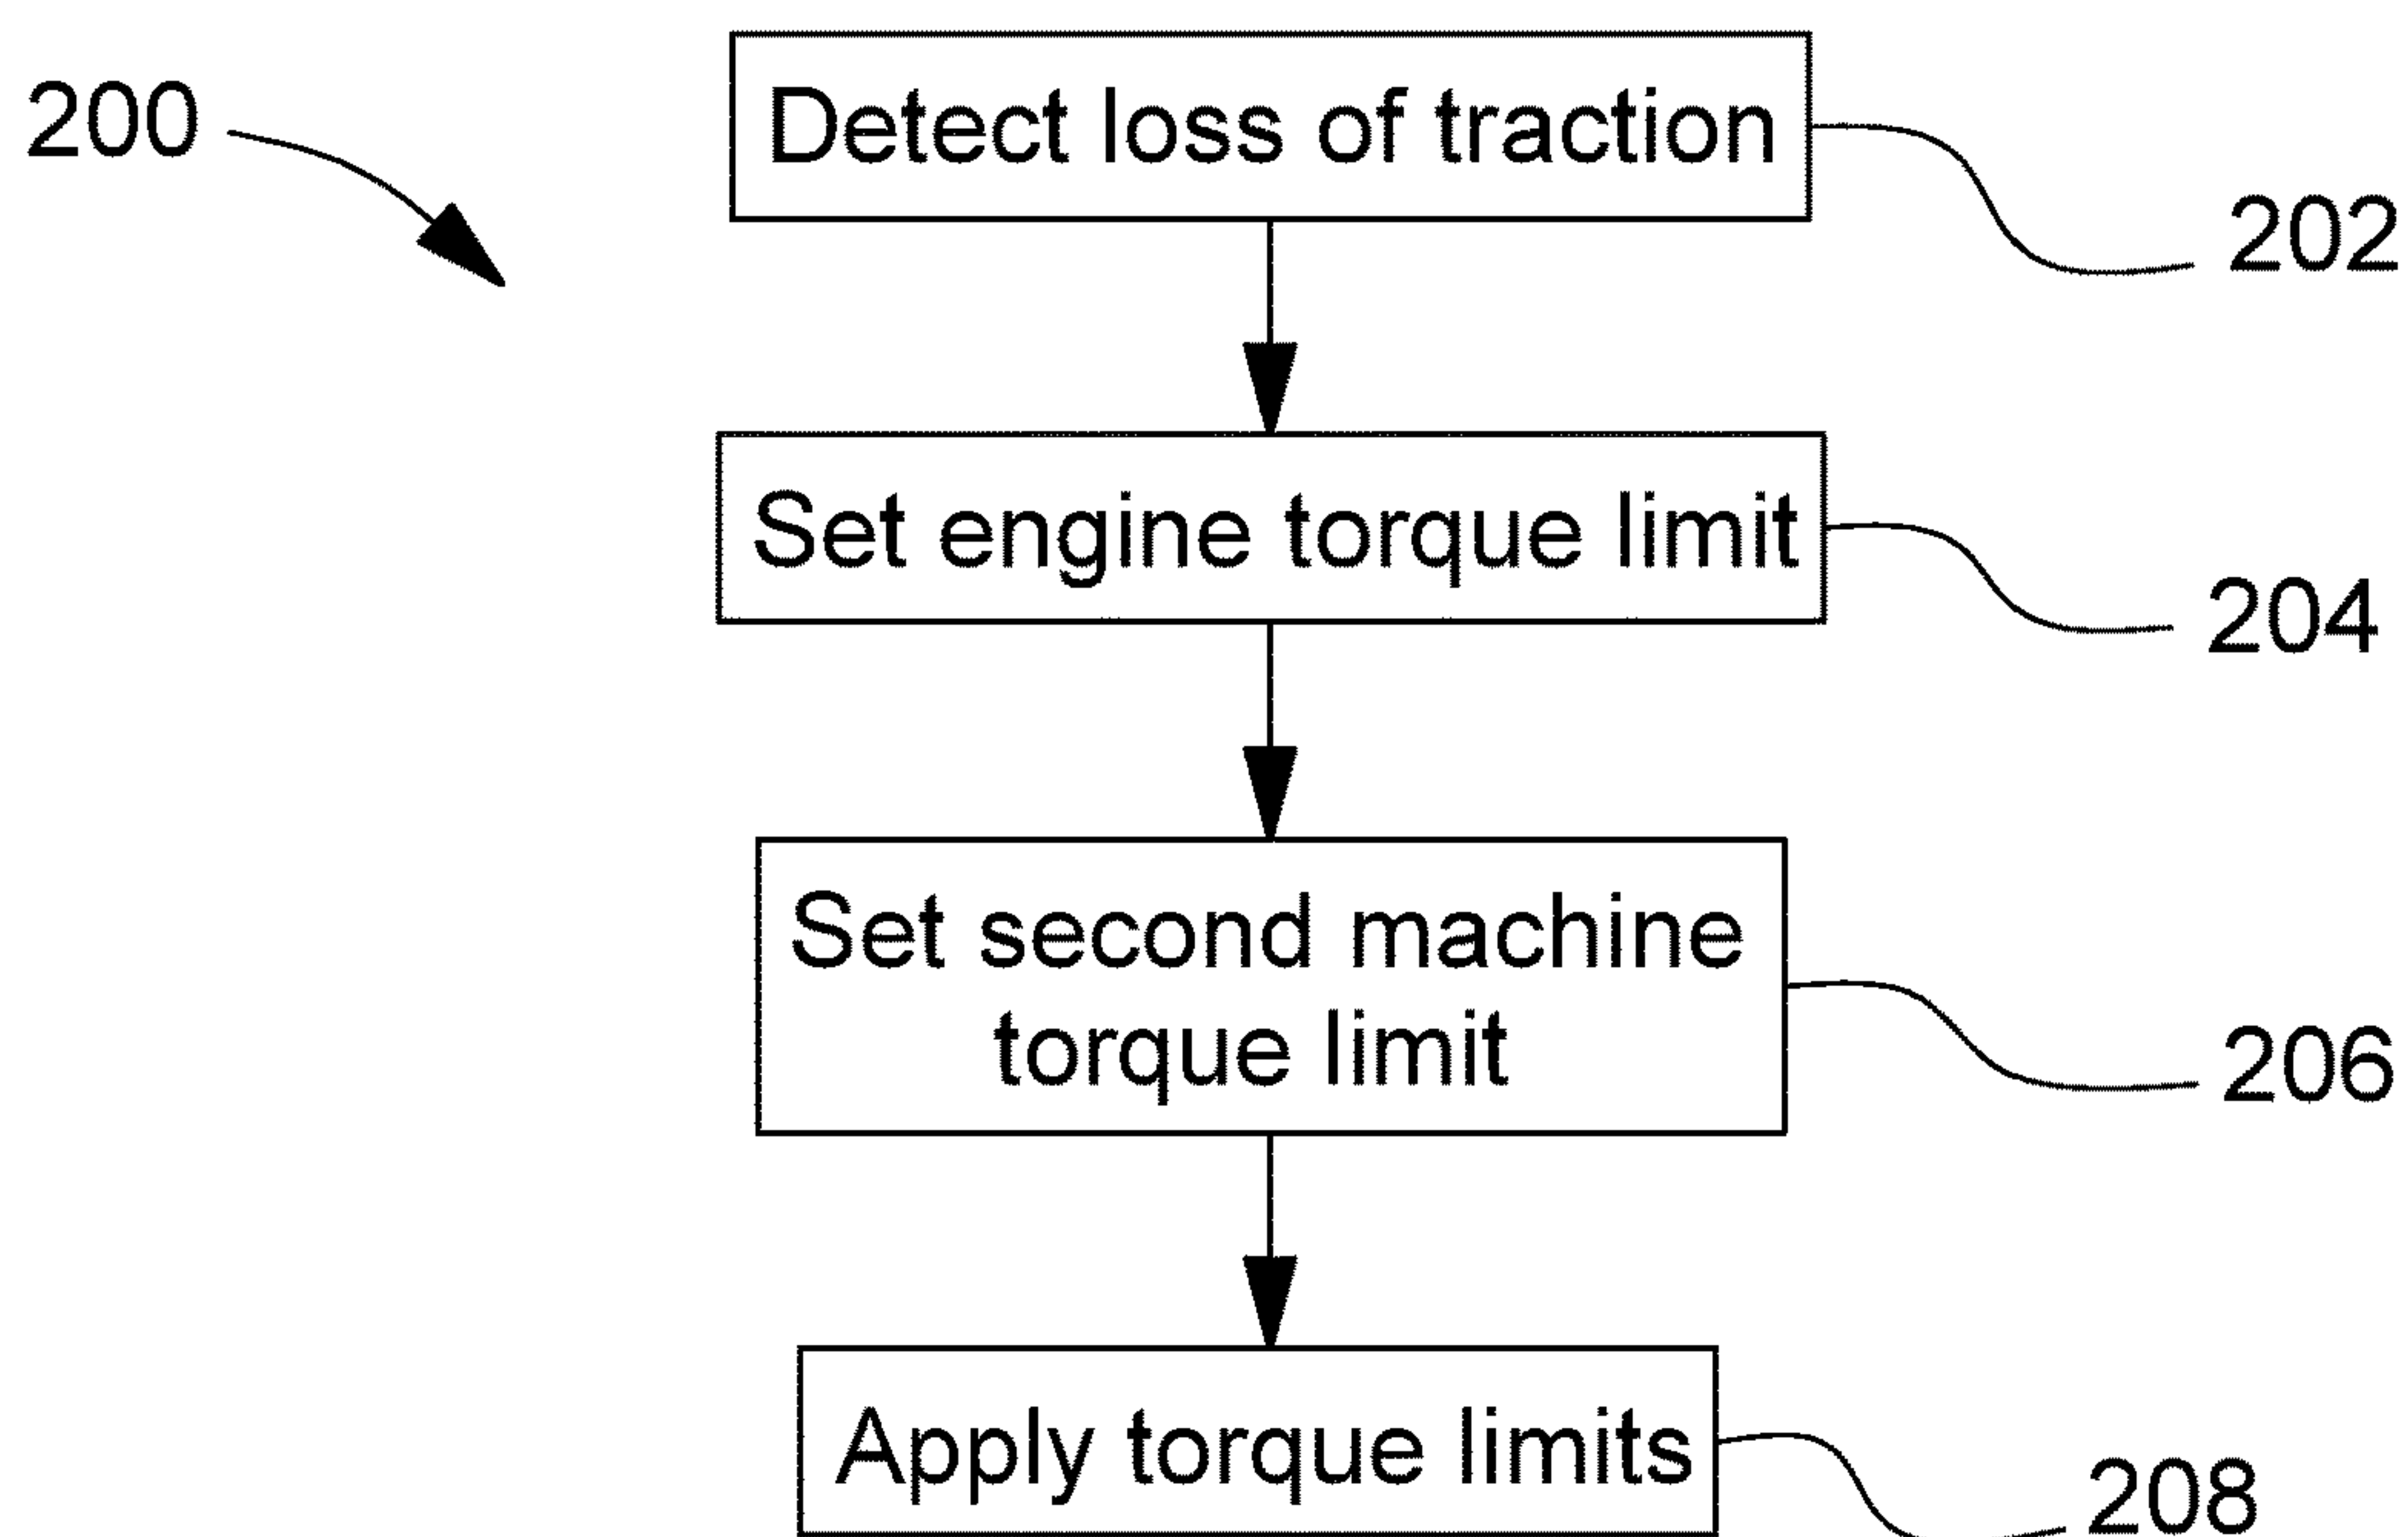 200
Detect loss of traction
202
Set engine torque limit
204
Set second machine
torque limit
206
Apply torque limits
208